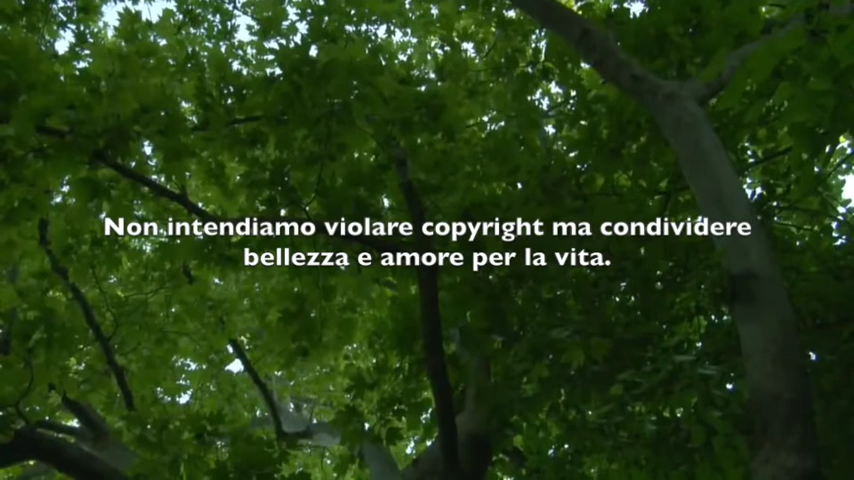 Non intendiamo violare copyright ma condividere
bellezza e amore per la vita.